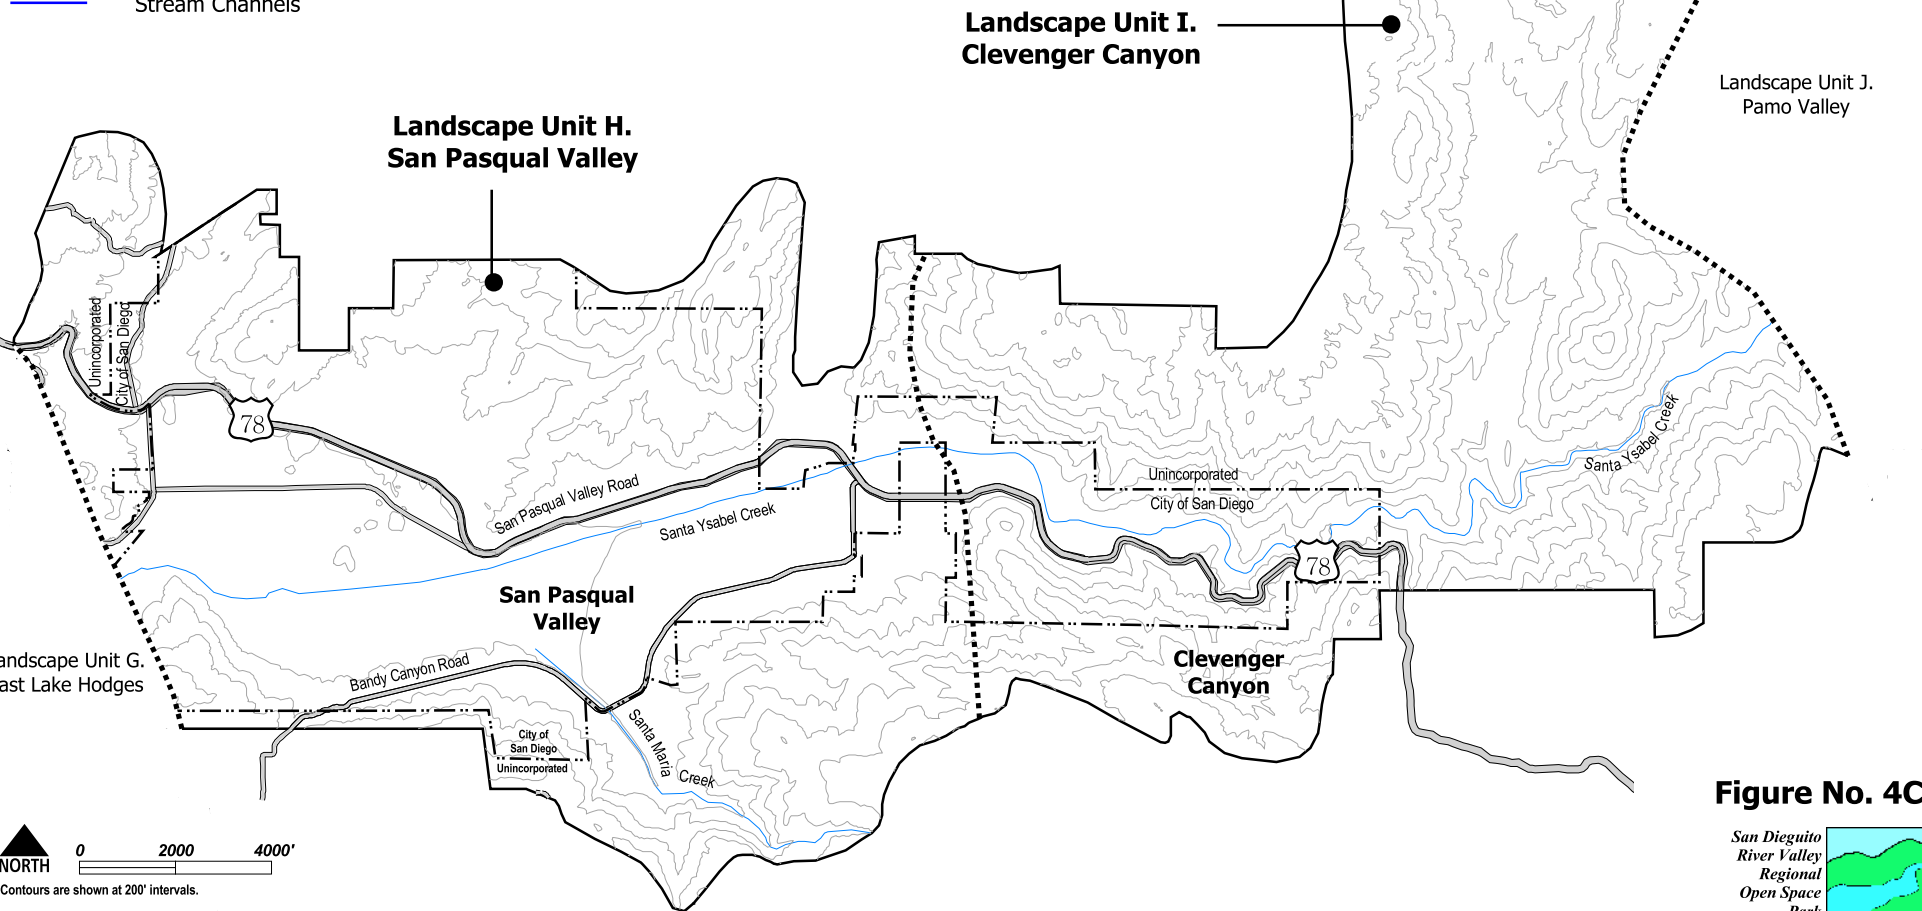 Stream Channels
Landscape Unit I.
Clevenger Canyon
Landscape Unit J.
Pamo Valley
Landscape Unit H.
San Pasqual Valley
Unincorporated
City of San Diego
78
San Pasqual Valley Road
Santa Ysabel Creek
Unincorporated
City of San Diego
Santa Ysabel Creek
78
San Pasqual
Valley
andscape Unit G.
ast Lake Hodges
Bandy Canyon Road
Clevenger
Canyon
City of
San Diego
Unincorporated
Santa Maria
Creek
Figure No. 4C
San Dieguito
River Valley
Regional
Open Space
Park
NORTH
0 2000 4000'
Contours are shown at 200' intervals.